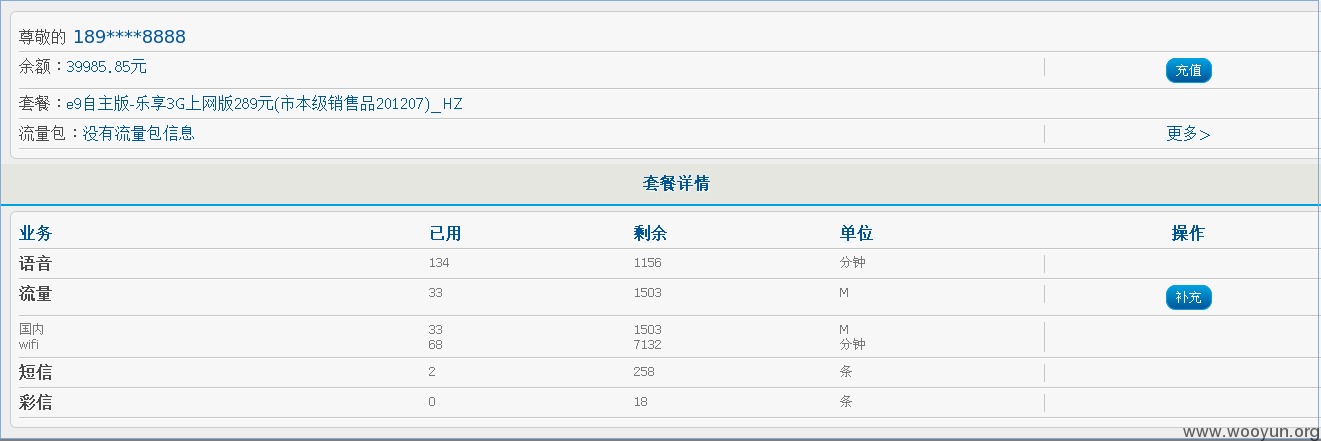 尊敬的 189****8888
余额：39985.85元 充值
套餐：e9自主版-乐享3G上网版289元(市本级销售品201207)_HZ
流量包：没有流量包信息 更多>
套餐详情
业务 已用 剩余 单位 操作
语音 134 1156 分钟
流量 33 1503 M 补充
国内 33 1503 M
wifi 68 7132 分钟
短信 2 258 条
彩信 0 18 条
www.wooyun.org